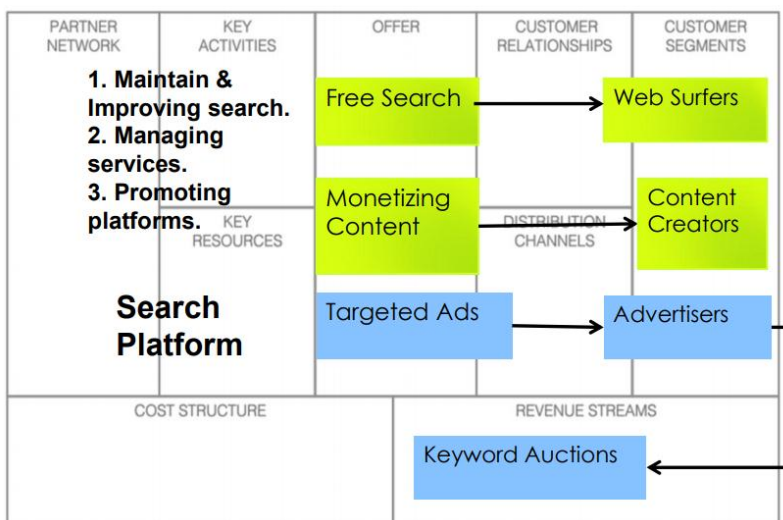 PARTNER
NETWORK
KEY
ACTIVITIES
OFFER
CUSTOMER
RELATIONSHIPS
CUSTOMER
SEGMENTS
1. Maintain &
Improving search.
2. Managing
services.
3. Promoting
platforms.
Free Search
Web Surfers
Monetizing
Content
Content
Creators
KEY
RESOURCES
DISTRIBUTION
CHANNELS
Search
Platform
Targeted Ads
Advertisers
COST STRUCTURE
REVENUE STREAMS
Keyword Auctions